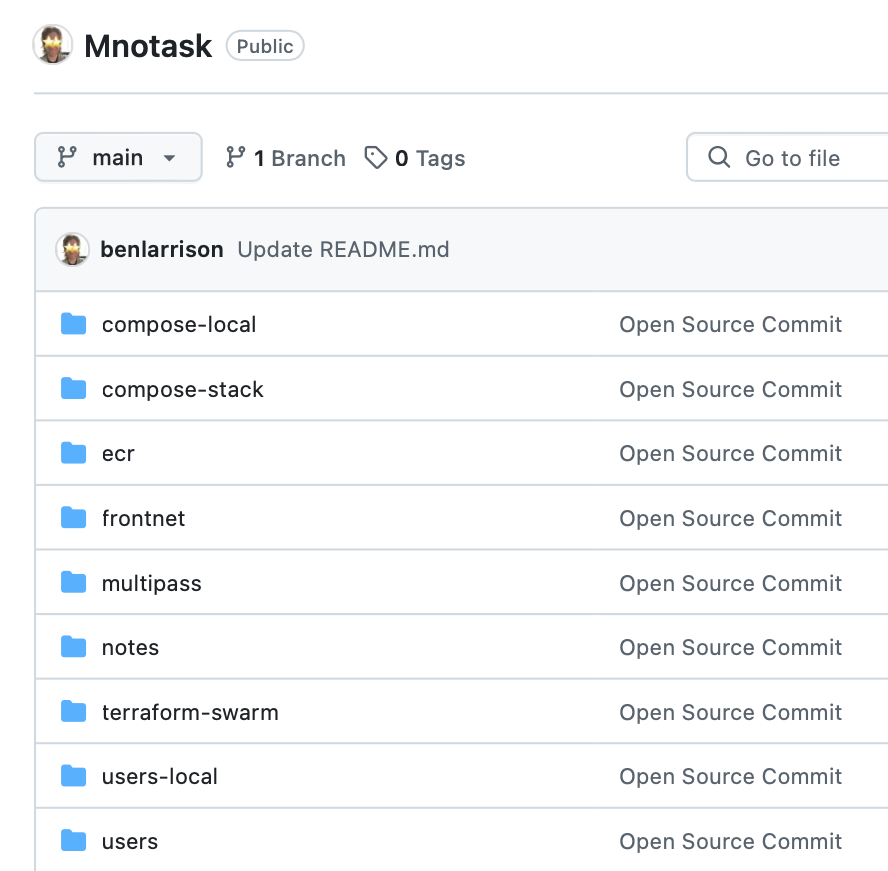 Mnotask Public
main 1 Branch 0 Tags Go to file
benlarrison Update README.md
compose-local Open Source Commit
compose-stack Open Source Commit
ecr Open Source Commit
frontnet Open Source Commit
multipass Open Source Commit
notes Open Source Commit
terraform-swarm Open Source Commit
users-local Open Source Commit
users Open Source Commit